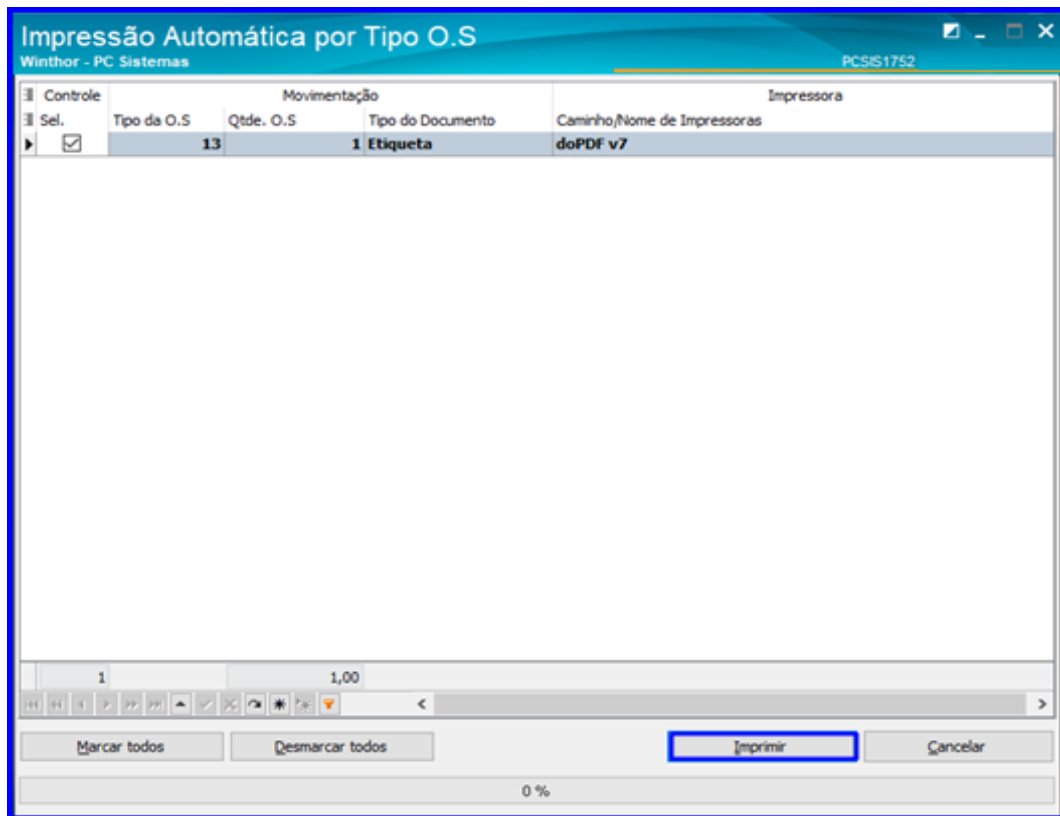 Impressão Automática por Tipo O.S
Winthor - PC Sistemas PCSIS1752
Controle Movimentação Impressora
Sel. Tipo da O.S Qtde. O.S Tipo do Documento Caminho/Nome de Impressoras
13 1 Etiqueta doPDF v7
1 1,00
Marcar todos Desmarcar todos Imprimir Cancelar
0 %